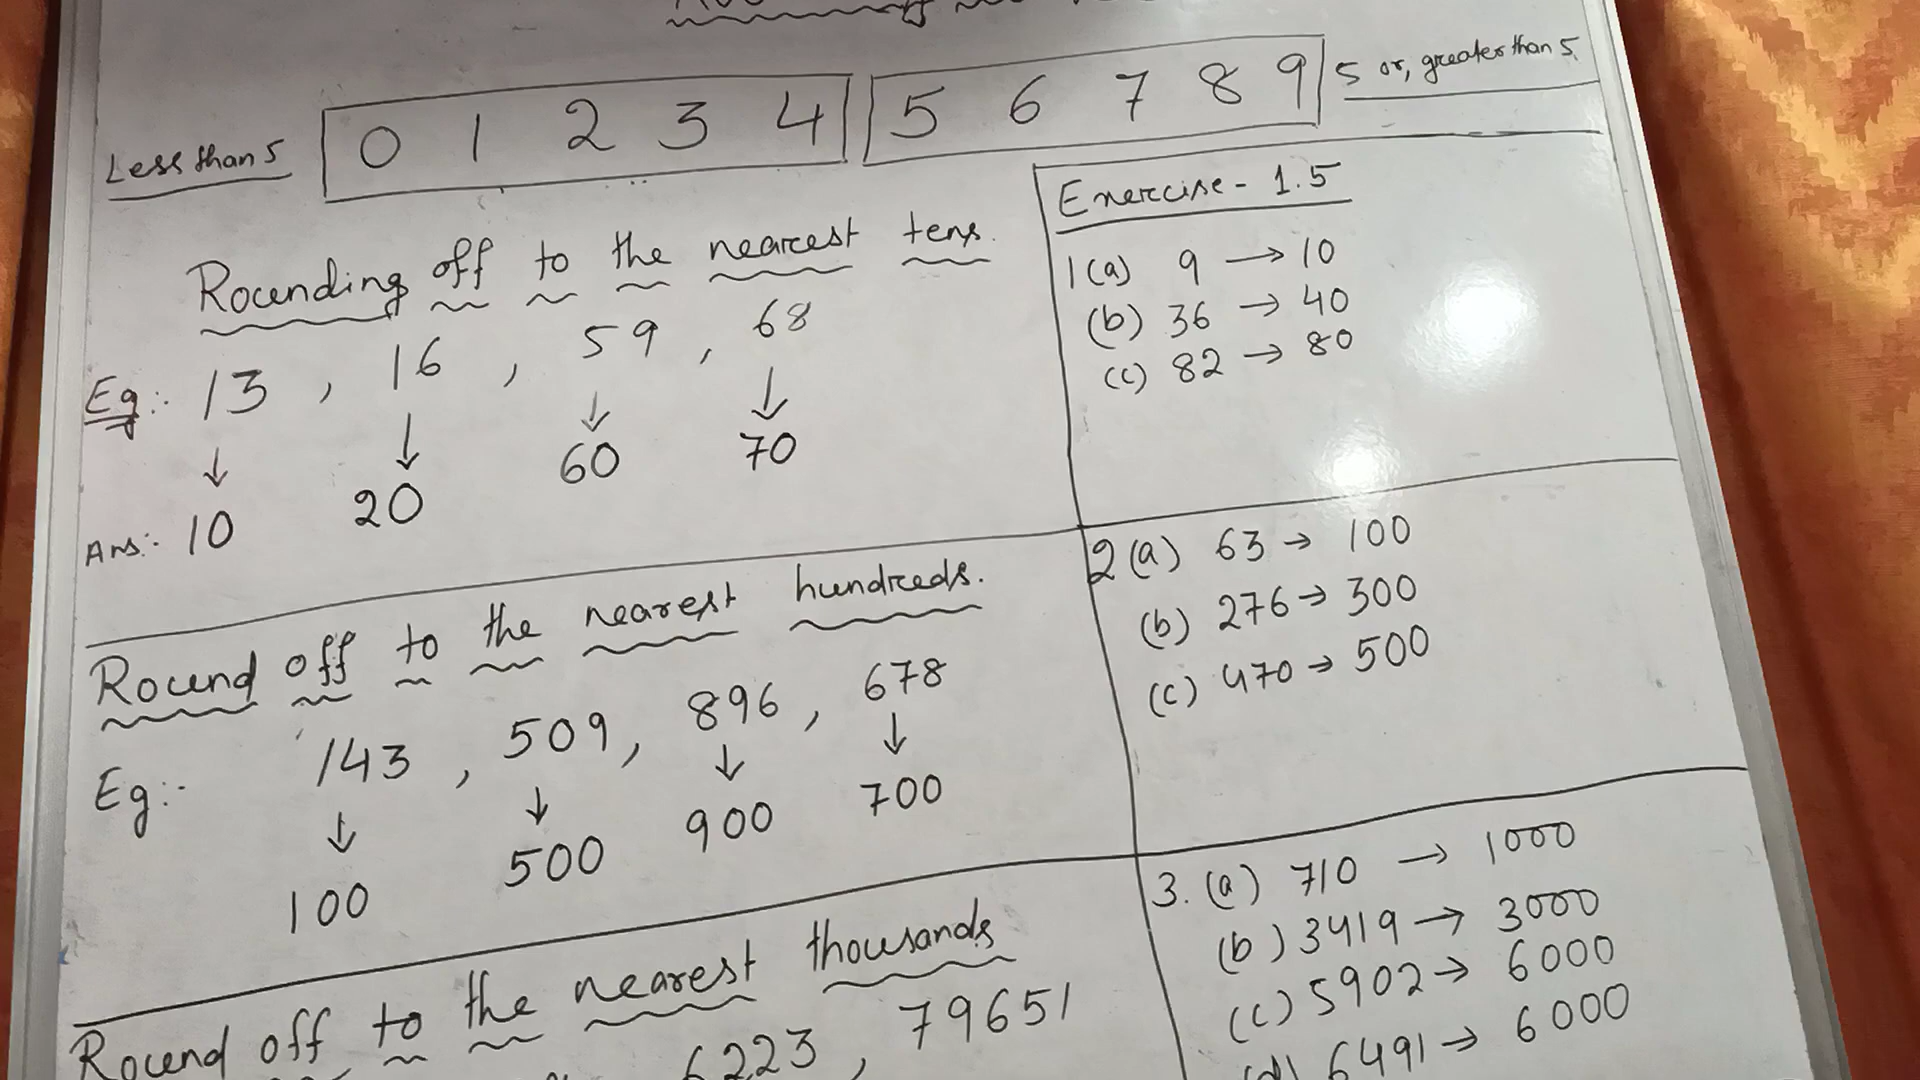 Less than 5 0 1 2 3 4 5 6 7 8 9 5 or, greater than 5.
Rounding off to the nearest tens.
Eg:- 13, 16, 59, 68
↓ ↓ ↓ ↓
Ans:- 10 20 60 70
Round off to the nearest hundreds.
Eg:- 143, 509, 896, 678
↓ ↓ ↓ ↓
100 500 900 700
Round off to the nearest thousands
6223, 79651
Exercise - 1.5
1(a) 9 → 10
(b) 36 → 40
(c) 82 → 80
2(a) 63 → 100
(b) 276 → 300
(c) 470 → 500
3. (a) 710 → 1000
(b) 3419 → 3000
(c) 5902 → 6000
(d) 6491 → 6000